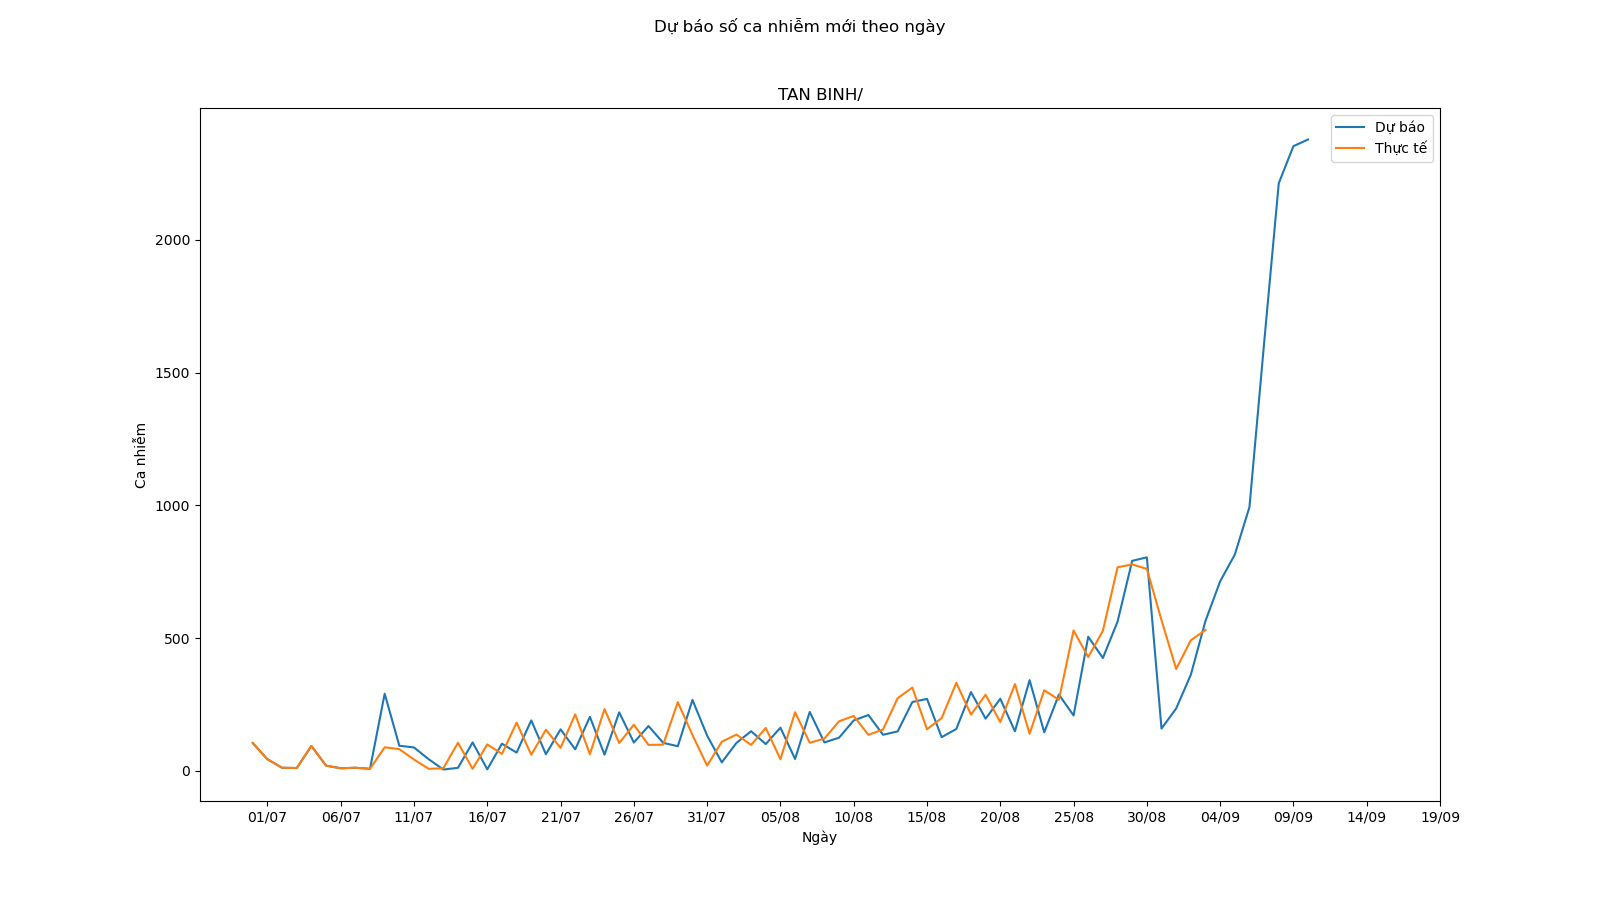 Dự báo số ca nhiễm mới theo ngày
TAN BINH/
Dự báo
Thực tế
2000
1500
1000
500
0
Ca nhiễm
01/07 06/07 11/07 16/07 21/07 26/07 31/07 05/08 10/08 15/08 20/08 25/08 30/08 04/09 09/09 14/09 19/09
Ngày